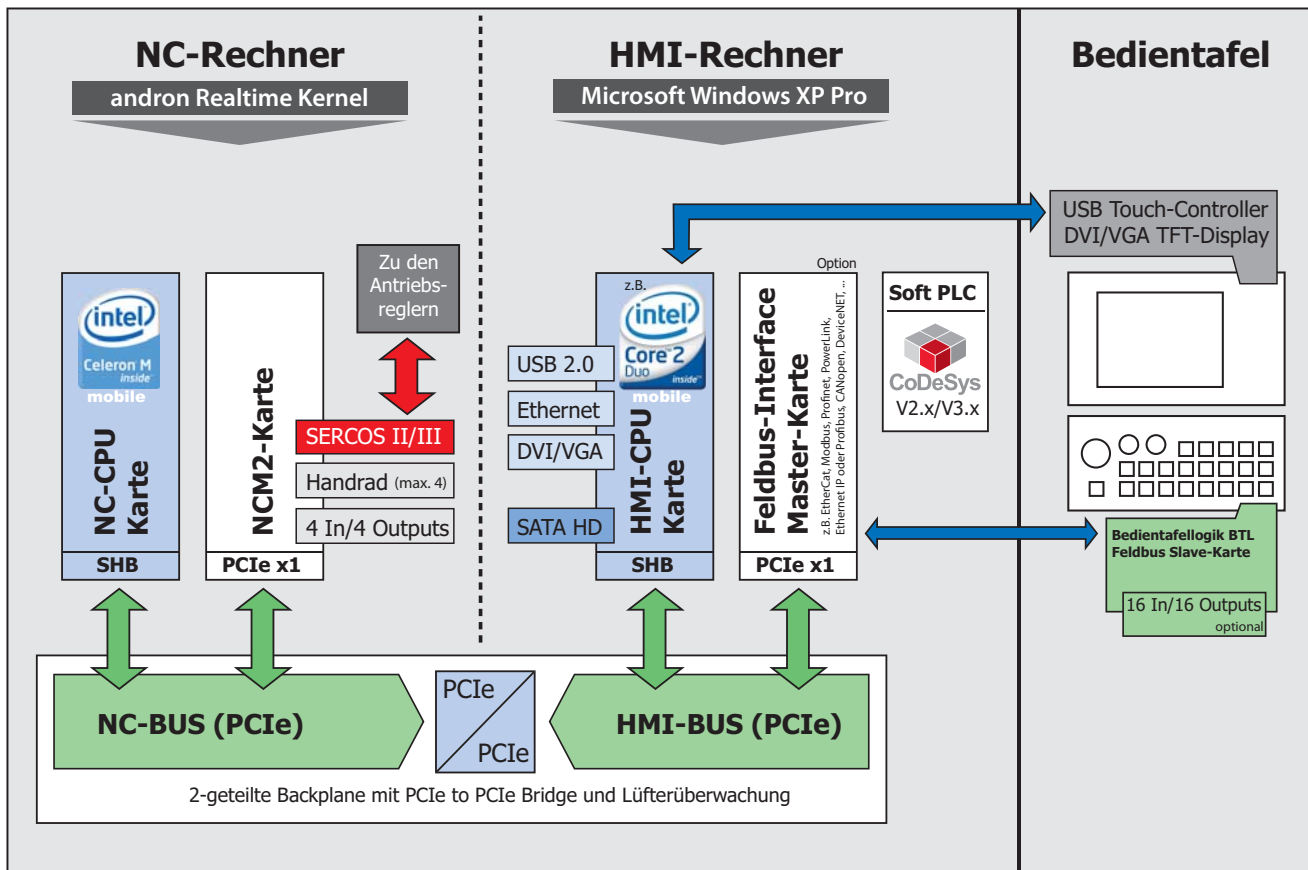 NC-Rechner
andron Realtime Kernel
HMI-Rechner
Microsoft Windows XP Pro
Bedientafel
USB Touch-Controller
DVI/VGA TFT-Display
Zu den
Antriebs-
reglern
intel
Celeron M
inside™
mobile
NC-CPU
Karte
SHB
NCM2-Karte
SERCOS II/III
Handrad (max. 4)
4 In/4 Outputs
PCIe x1
z.B.
intel
Core™2
Duo
inside™
mobile
USB 2.0
Ethernet
DVI/VGA
SATA HD
HMI-CPU
Karte
SHB
Option
Feldbus-Interface
Master-Karte
z.B. EtherCat, Modbus, Profinet, PowerLink,
Ethernet IP oder Profibus, CANopen, DeviceNET, ...
PCIe x1
Soft PLC
CoDeSys
V2.x/V3.x
Bedientafellogik BTL
Feldbus Slave-Karte
16 In/16 Outputs
optional
NC-BUS (PCIe)
PCIe
PCIe
HMI-BUS (PCIe)
2-geteilte Backplane mit PCIe to PCIe Bridge und Lüfterüberwachung